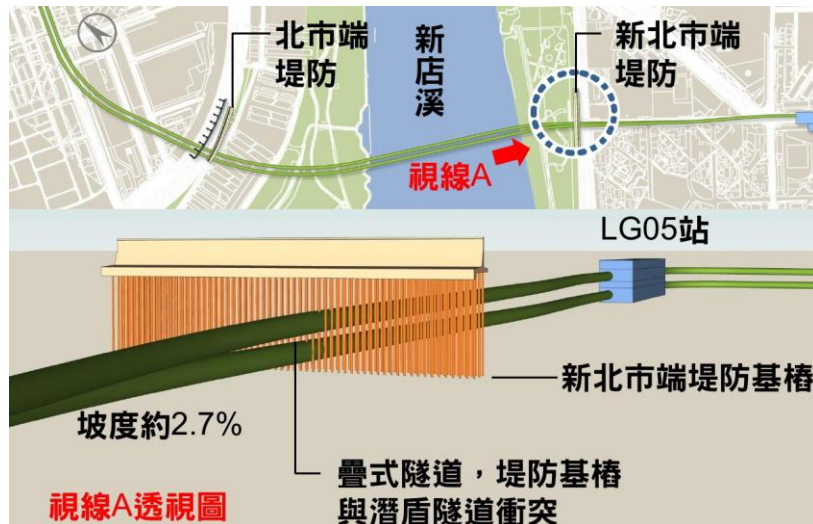 北市端
堤防
新店溪
新北市端
堤防
視線A
LG05站
新北市端堤防基樁
坡度約2.7%
疊式隧道，堤防基樁
與潛盾隧道衝突
視線A透視圖